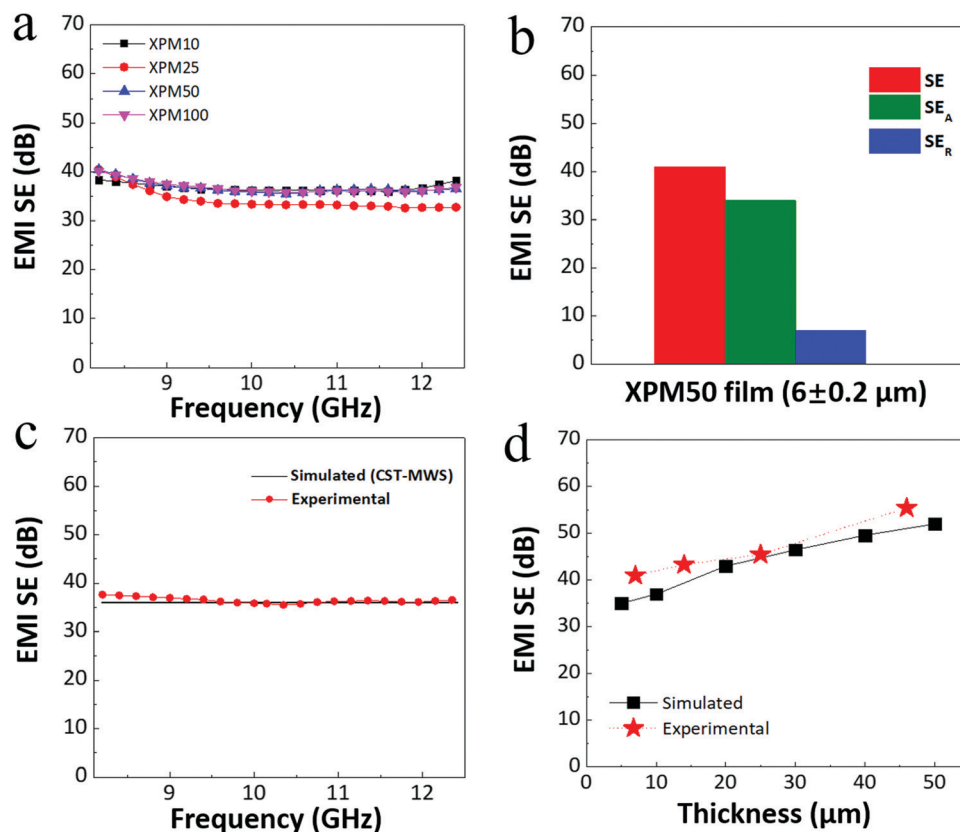 a
70
60
50
40
30
20
10
0
EMI SE (dB)
XPM10
XPM25
XPM50
XPM100
9
10
11
12
Frequency (GHz)
b
70
60
50
40
30
20
10
0
EMI SE (dB)
SE
SE_A
SE_R
XPM50 film (6±0.2 µm)
c
70
60
50
40
30
20
10
0
EMI SE (dB)
Simulated (CST-MWS)
Experimental
9
10
11
12
Frequency (GHz)
d
70
60
50
40
30
20
10
0
EMI SE (dB)
Simulated
Experimental
0
10
20
30
40
50
Thickness (µm)